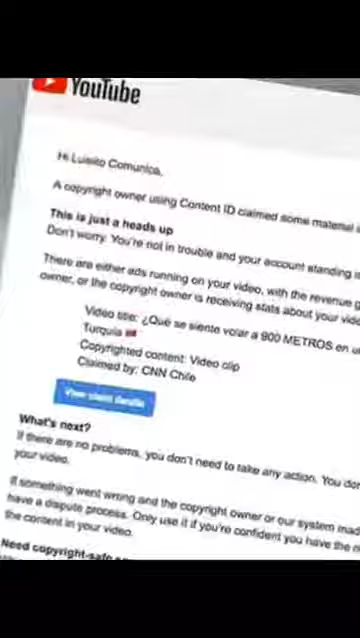 YouTube
Hi Luisito Comunica,
A copyright owner using Content ID claimed some material
This is just a heads up
Don't worry. You're not in trouble and your account standing
There are either ads running on your video, with the revenue
owner, or the copyright owner is receiving stats about your
Video title: ¿Qué se siente volar a 900 METROS en
Turquía
Copyrighted content: Video clip
Claimed by: CNN Chile
View claim details
What's next?
If there are no problems, you don't need to take any action. You
your video.
If something went wrong and the copyright owner or our system
have a dispute process. Only use it if you're confident you have the
the content in your video.
Need copyright-safe